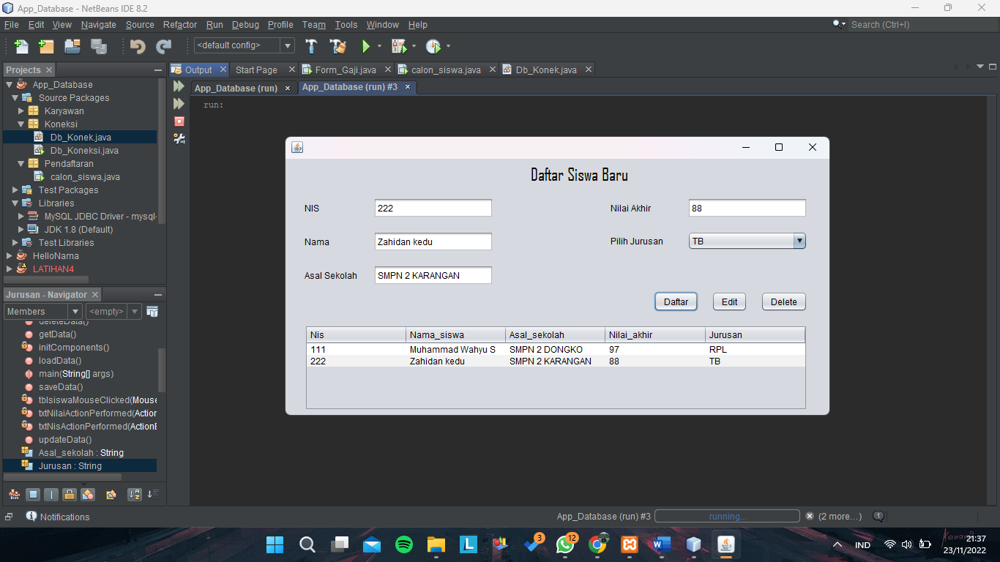 App_Database - NetBeans IDE 8.2
File Edit View Navigate Source Refactor Run Debug Profile Team Tools Window Help
Search (Ctrl+I)
<default config>
Projects
Output Start Page Form_Gaji.java calon_siswa.java Db_Konek.java
App_Database (run) App_Database (run) #3
run:
App_Database
Source Packages
Karyawan
Koneksi
Db_Konek.java
Db_Koneksi.java
Pendaftaran
calon_siswa.java
Test Packages
Libraries
MySQL JDBC Driver - mysql-
JDK 1.8 (Default)
Test Libraries
HelloNama
LATIHAN4
Daftar Siswa Baru
NIS 222
Nilai Akhir 88
Nama Zahidan kedu
Pilih Jurusan TB
Asal Sekolah SMPN 2 KARANGAN
Daftar Edit Delete
Nis Nama_siswa Asal_sekolah Nilai_akhir Jurusan
111 Muhammad Wahyu S SMPN 2 DONGKO 97 RPL
222 Zahidan kedu SMPN 2 KARANGAN 88 TB
Jurusan - Navigator
Members <empty>
deleteData()
getData()
initComponents()
loadData()
main(String[] args)
saveData()
tblsiswaMouseClicked(Mouse
txtNilaiActionPerformed(Action
txtNisActionPerformed(ActionE
updateData()
Asal_sekolah : String
Jurusan : String
Notifications
App_Database (run) #3 running... (2 more...) 1
3
12
L
IND
21:37
23/11/2022